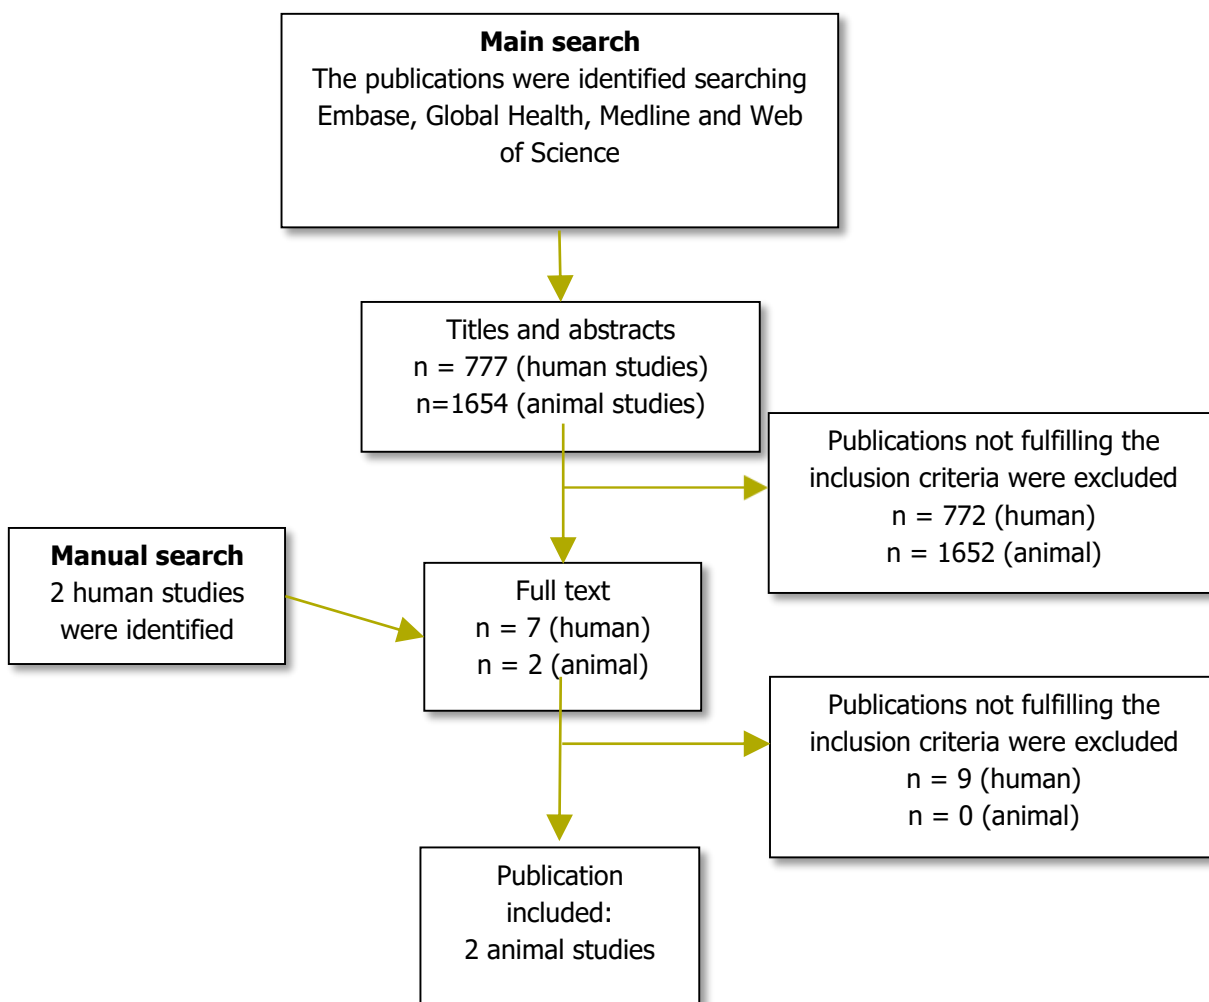 Main search
The publications were identified searching
Embase, Global Health, Medline and Web
of Science
Titles and abstracts
n = 777 (human studies)
n=1654 (animal studies)
Publications not fulfilling the
inclusion criteria were excluded
n = 772 (human)
n = 1652 (animal)
Manual search
2 human studies
were identified
Full text
n = 7 (human)
n = 2 (animal)
Publications not fulfilling the
inclusion criteria were excluded
n = 9 (human)
n = 0 (animal)
Publication
included:
2 animal studies